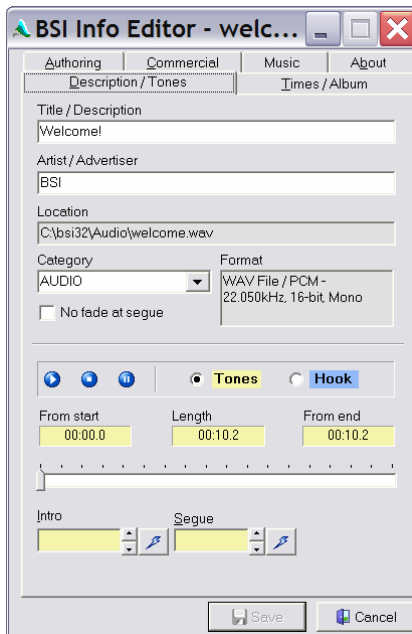 BSI Info Editor - welc...
Authoring Commercial Music About
Description / Tones Times / Album
Title / Description
Welcome!
Artist / Advertiser
BSI
Location
C:\bsi32\Audio\welcome.wav
Category Format
AUDIO WAV File / PCM -
22.050kHz, 16-bit, Mono
No fade at segue
Tones Hook
From start Length From end
00:00.0 00:10.2 00:10.2
Intro Segue
Save Cancel